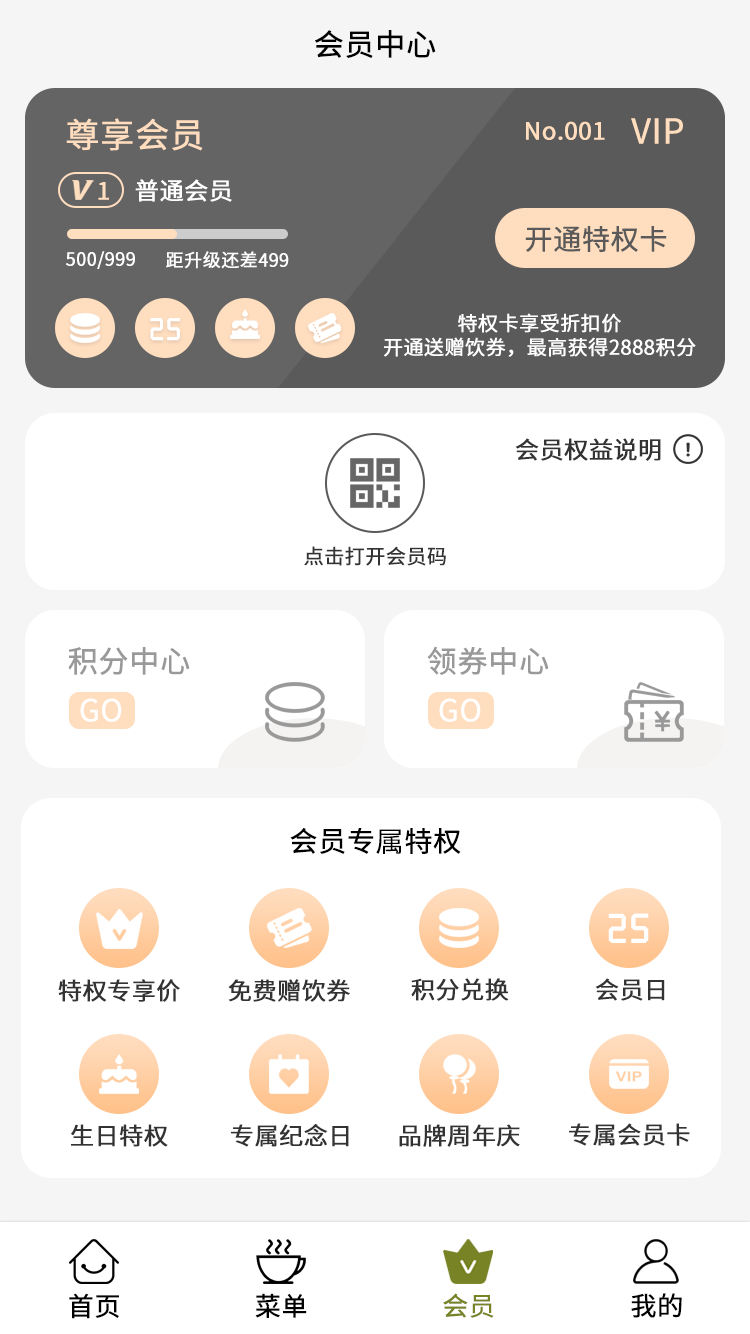 会员中心
尊享会员
No.001 VIP
V1 普通会员
开通特权卡
500/999 距升级还差499
25
特权卡享受折扣价
开通送赠饮券，最高获得2888积分
会员权益说明 !
点击打开会员码
积分中心
GO
领券中心
GO
¥
会员专属特权
V
25
特权专享价
免费赠饮券
积分兑换
会员日
VIP
生日特权
专属纪念日
品牌周年庆
专属会员卡
V
首页
菜单
会员
我的